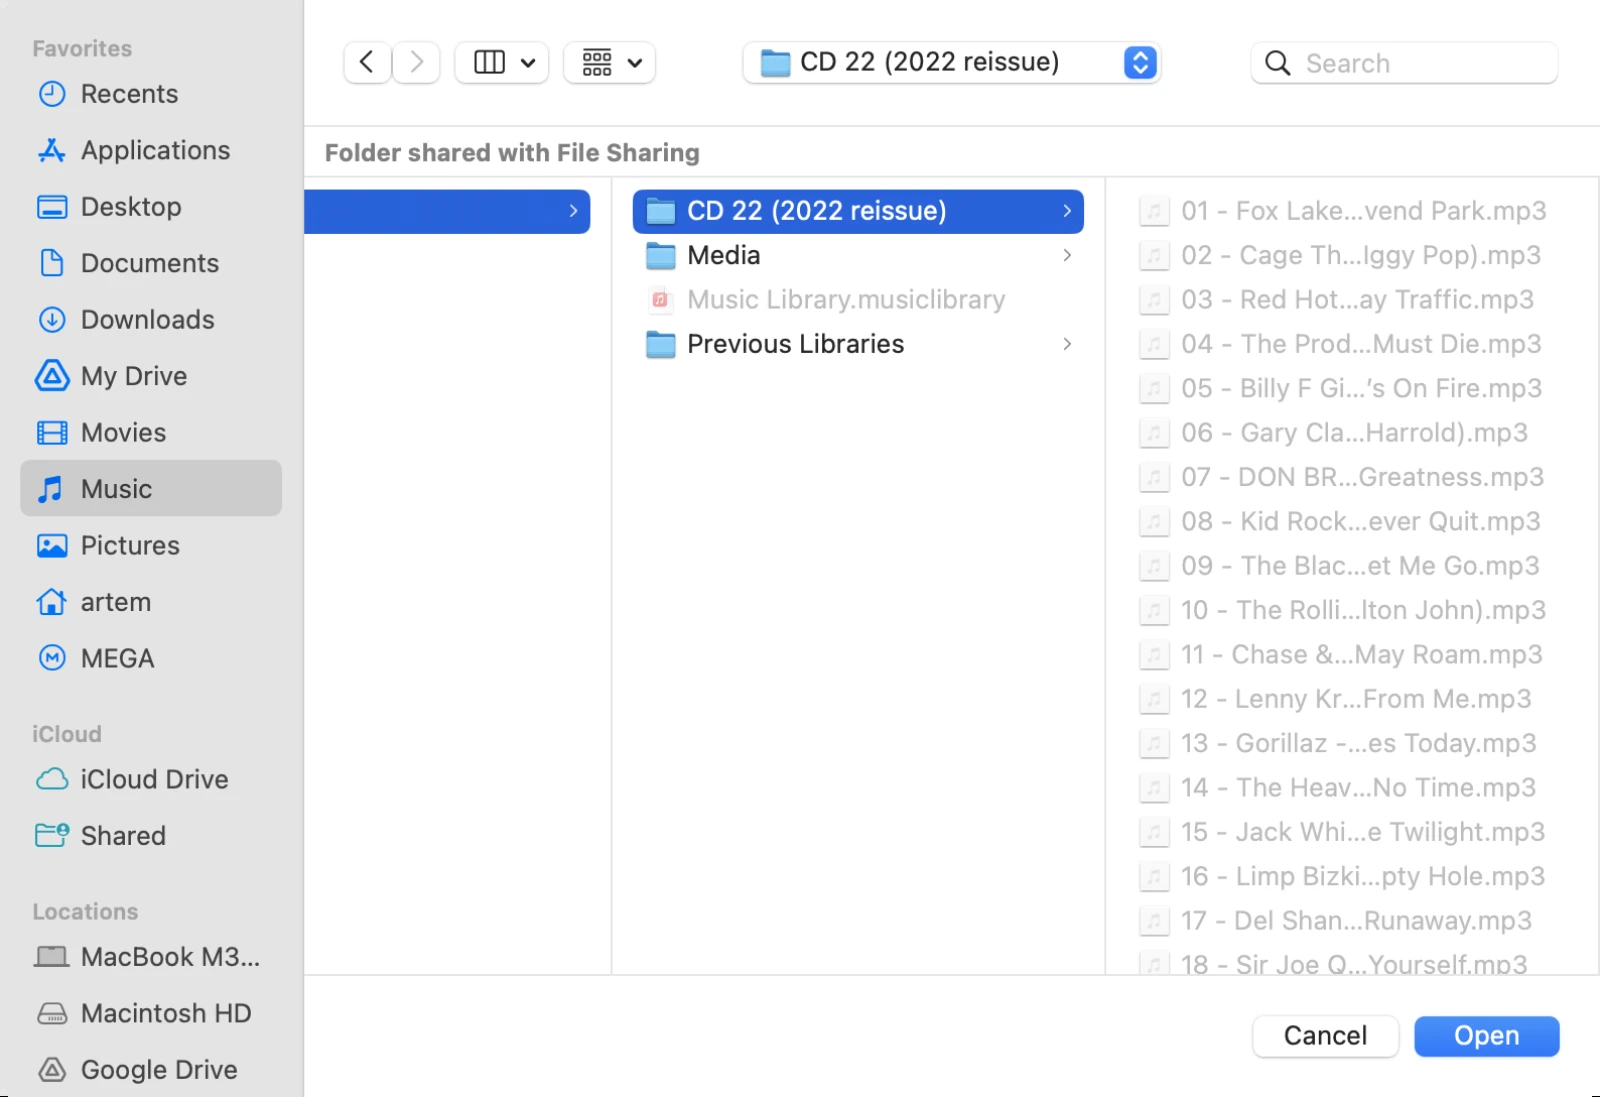 Favorites
Recents
Applications
Desktop
Documents
Downloads
My Drive
Movies
Music
Pictures
artem
MEGA
iCloud
iCloud Drive
Shared
Locations
MacBook M3...
Macintosh HD
Google Drive
CD 22 (2022 reissue)
Search
Folder shared with File Sharing
CD 22 (2022 reissue)
Media
Music Library.musiclibrary
Previous Libraries
01 - Fox Lake...vend Park.mp3
02 - Cage Th...Iggy Pop).mp3
03 - Red Hot...ay Traffic.mp3
04 - The Prod...Must Die.mp3
05 - Billy F Gi...’s On Fire.mp3
06 - Gary Cla...Harrold).mp3
07 - DON BR...Greatness.mp3
08 - Kid Rock...ever Quit.mp3
09 - The Blac...et Me Go.mp3
10 - The Rolli...lton John).mp3
11 - Chase &...May Roam.mp3
12 - Lenny Kr...From Me.mp3
13 - Gorillaz -...es Today.mp3
14 - The Heav...No Time.mp3
15 - Jack Whi...e Twilight.mp3
16 - Limp Bizki...pty Hole.mp3
17 - Del Shan...Runaway.mp3
18 - Sir Joe Q...Yourself.mp3
Cancel
Open